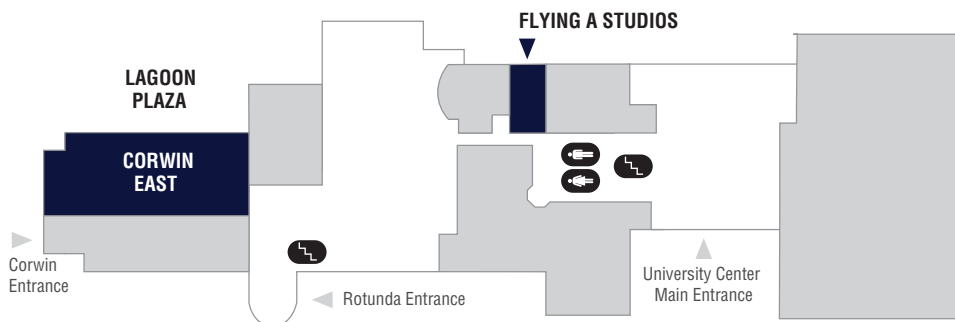 FLYING A STUDIOS
LAGOON
PLAZA
CORWIN
EAST
Corwin
Entrance
Rotunda Entrance
University Center
Main Entrance